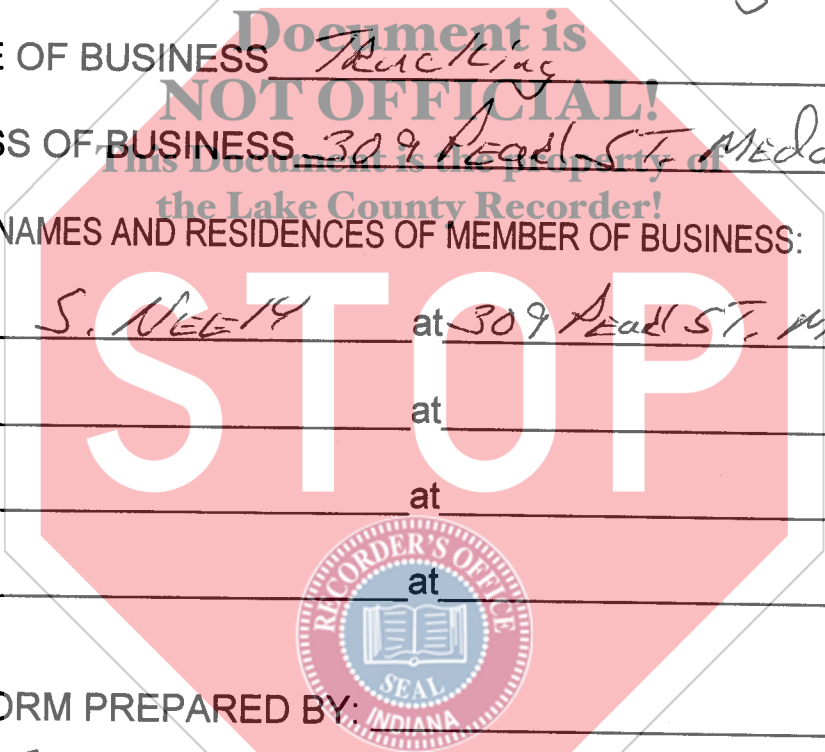 Document is
E OF BUSINESS Trucking
NOT OFFICIAL!
SS OF BUSINESS 309 Pearl ST. MEda
This Document is the property of
the Lake County Recorder!
NAMES AND RESIDENCES OF MEMBER OF BUSINESS:
STOP
S. NEEly at 309 Pearl ST. M
at
at
at
RECORDER'S OFFICE
SEAL
INDIANA
ORM PREPARED BY: